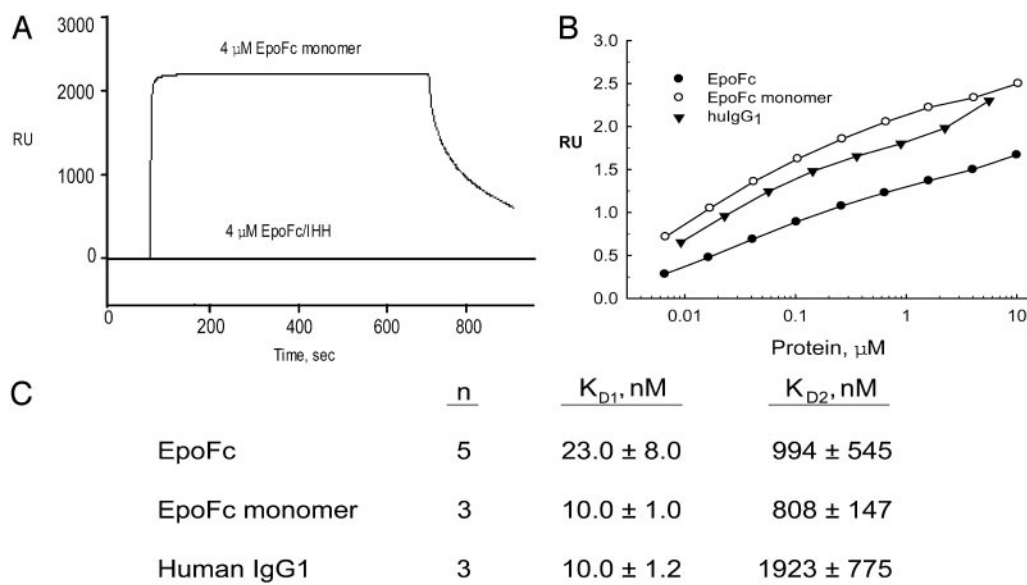 A
3000
2000
1000
0
RU
4 μM EpoFc monomer
4 μM EpoFc/IHH
0
200
400
600
800
Time, sec
B
3.0
2.5
2.0
1.5
1.0
0.5
0.0
RU
EpoFc
EpoFc monomer
huIgG1
0.01
0.1
1
10
Protein, μM
C
n KD1, nM KD2, nM
EpoFc 5 23.0 ± 8.0 994 ± 545
EpoFc monomer 3 10.0 ± 1.0 808 ± 147
Human IgG1 3 10.0 ± 1.2 1923 ± 775